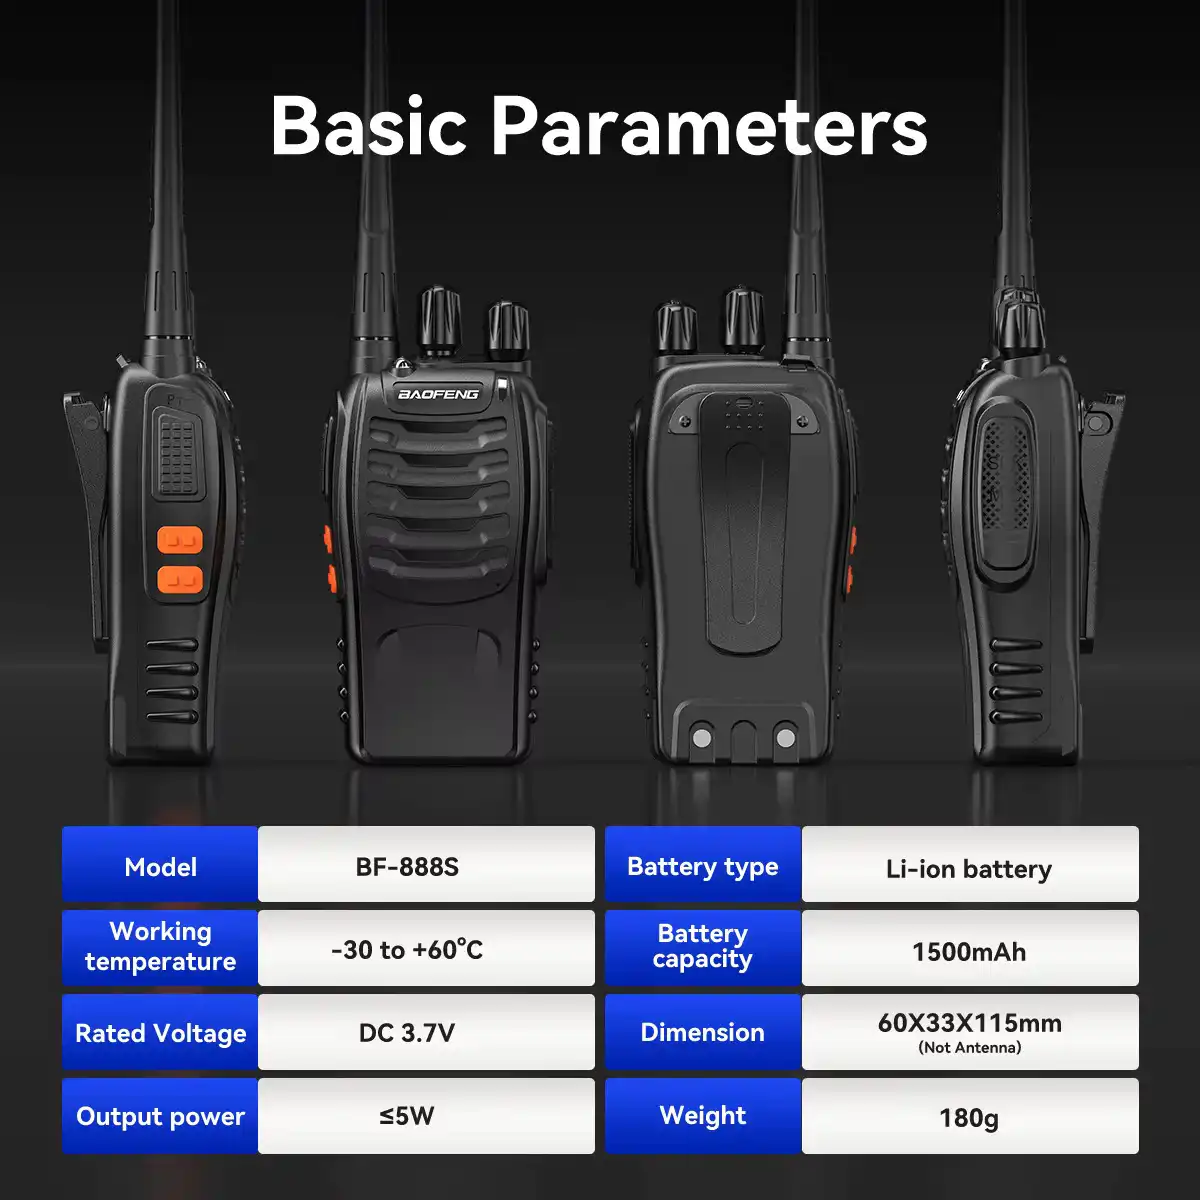 Basic Parameters
BAOFENG
Model
BF-888S
Working
temperature
-30 to +60°C
Rated Voltage
DC 3.7V
Output power
≤5W
Battery type
Li-ion battery
Battery
capacity
1500mAh
Dimension
60X33X115mm
(Not Antenna)
Weight
180g